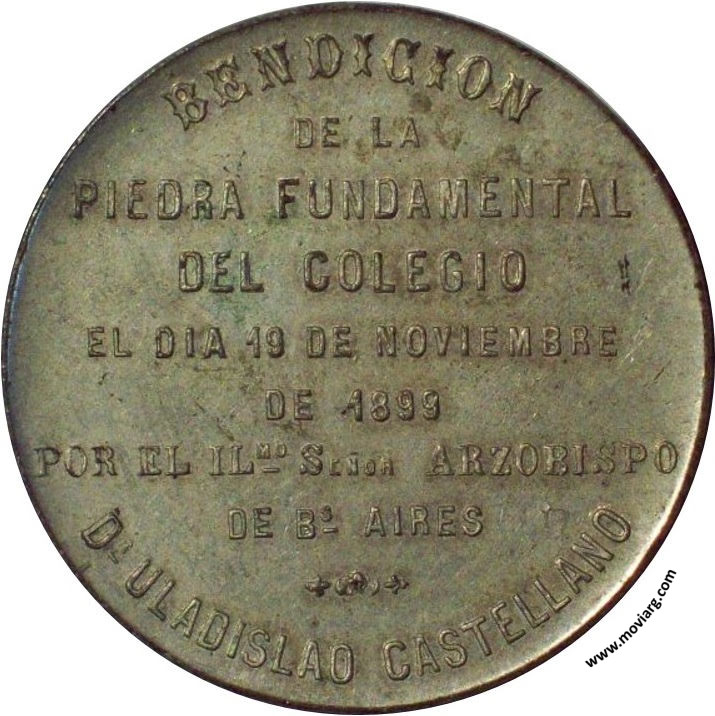 BENDICION
DE LA
PIEDRA FUNDAMENTAL
DEL COLEGIO
EL DIA 19 DE NOVIEMBRE
DE 1899
POR EL ILMO SEÑOR ARZOBISPO
DE BS AIRES
DR ULADISLAO CASTELLANO
www.moviarg.com